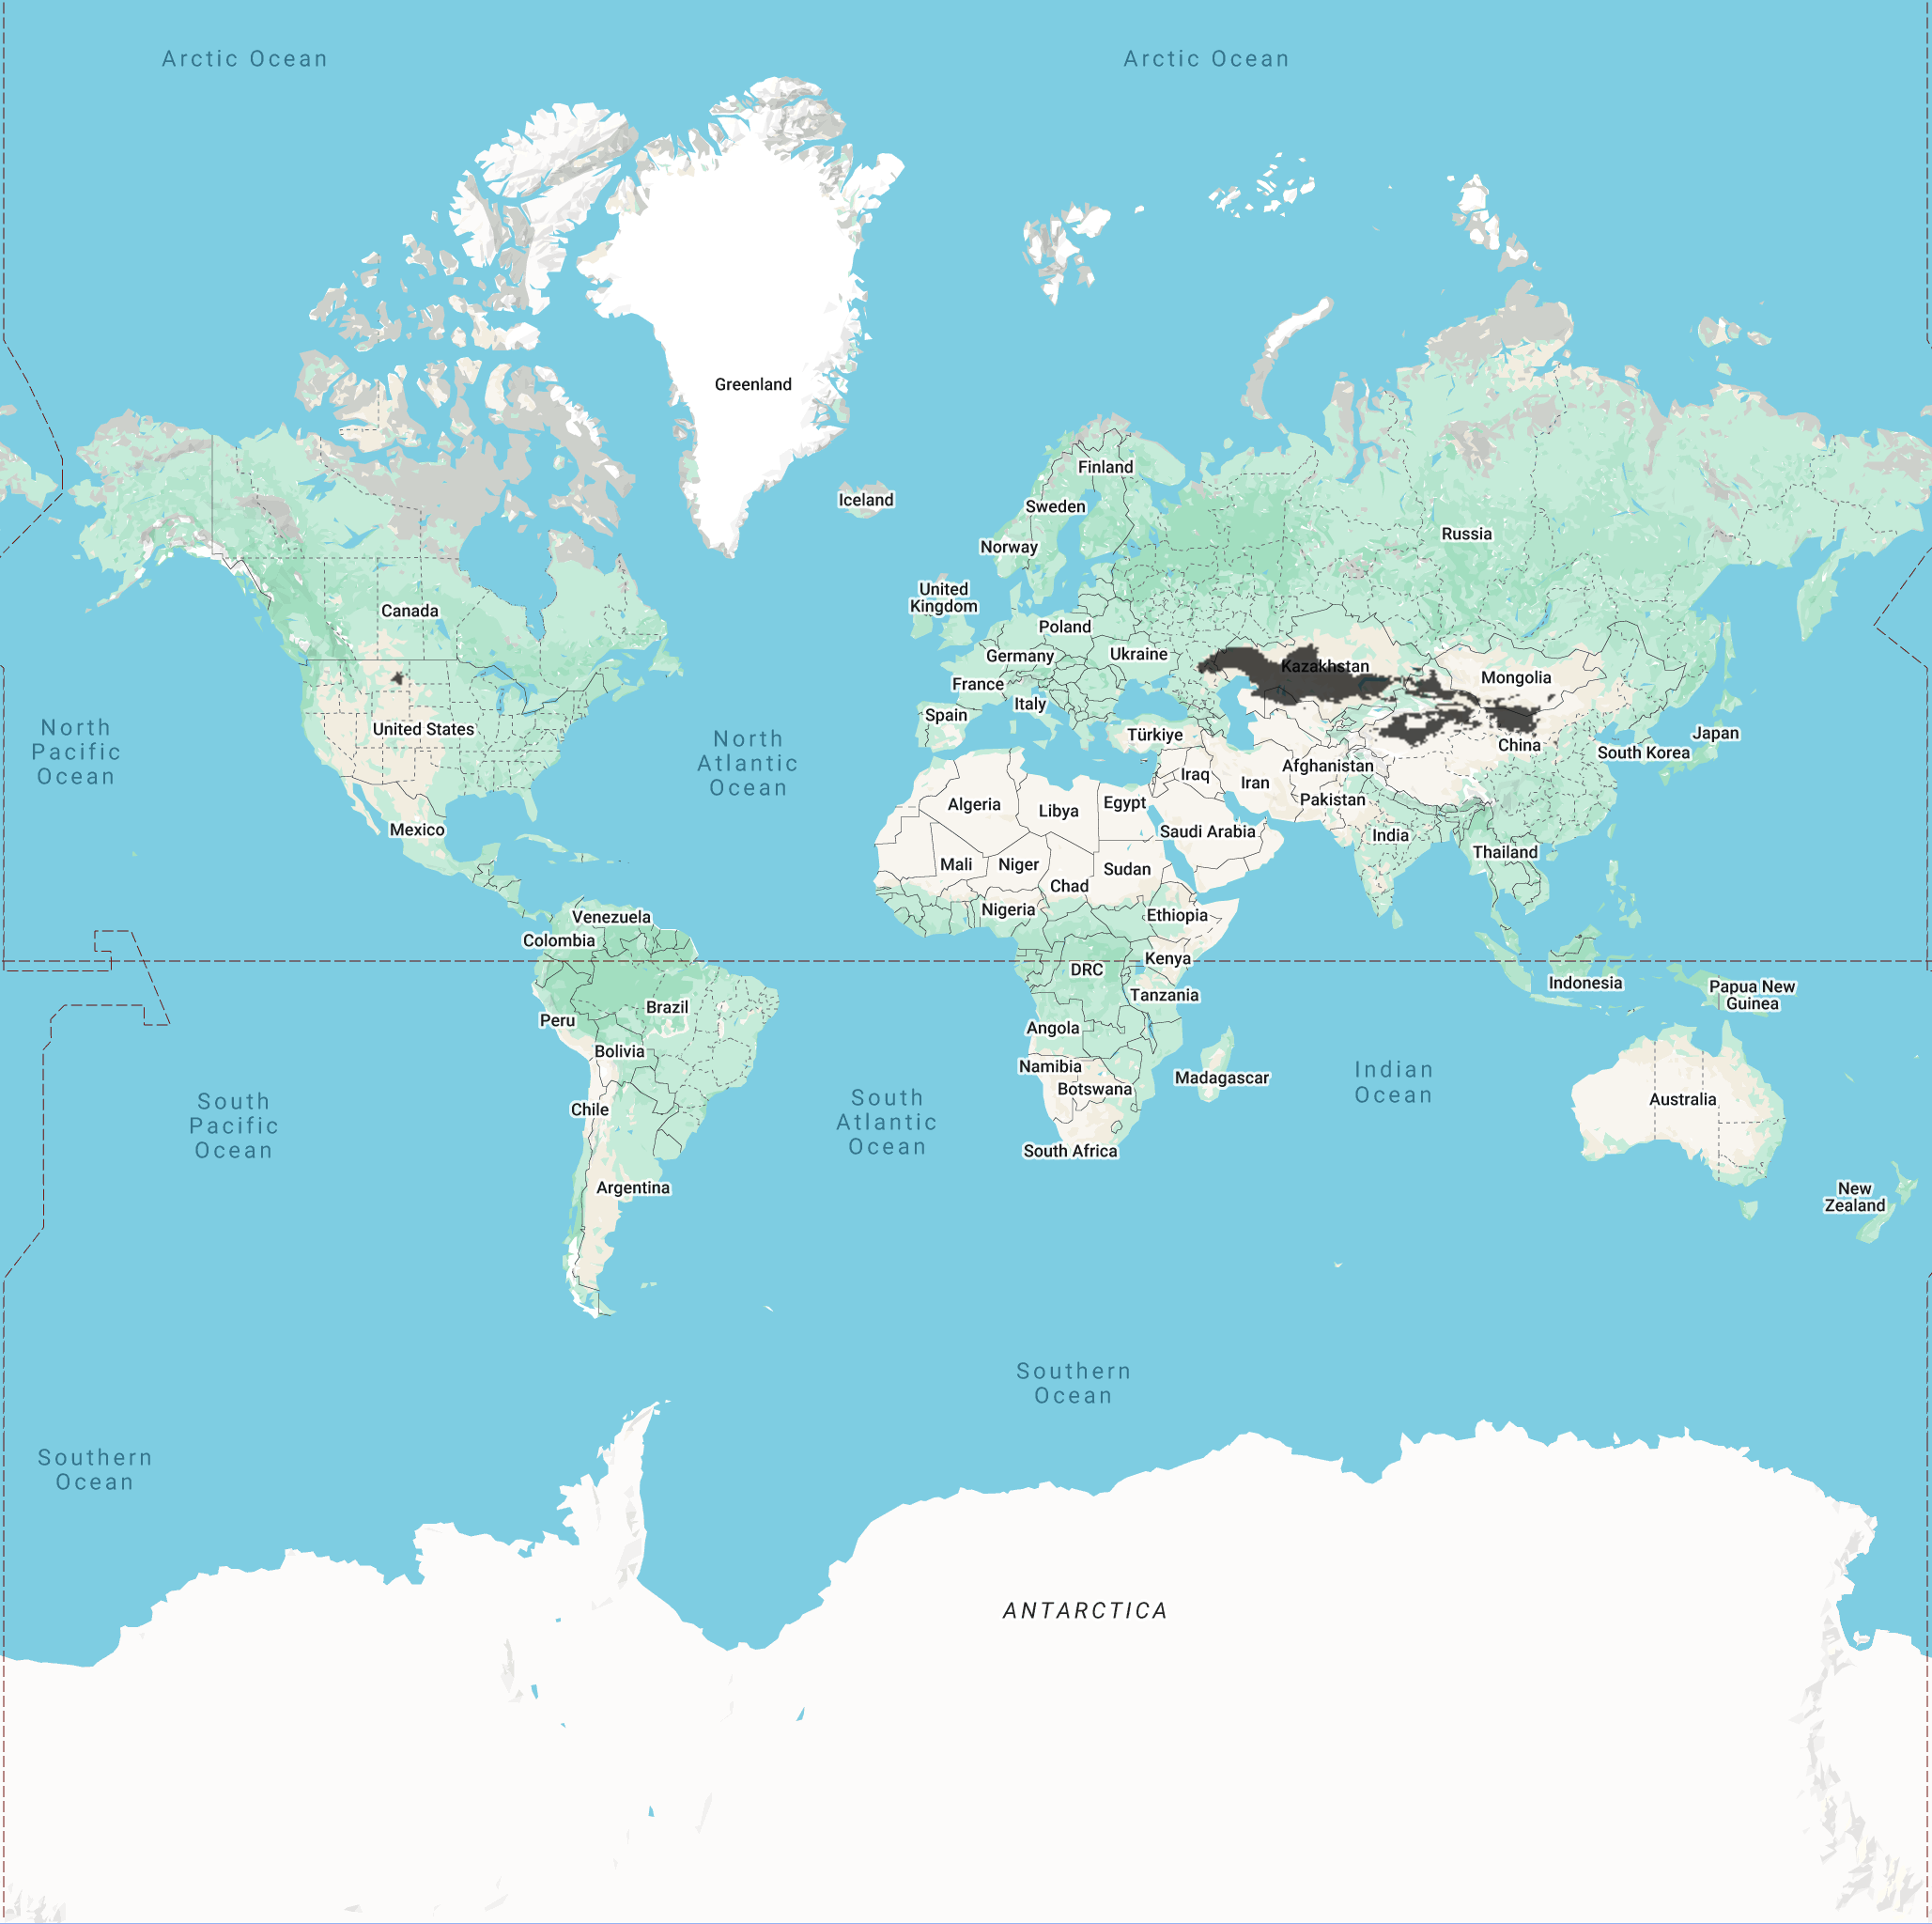 Arctic Ocean
Arctic Ocean
Greenland
Finland
Iceland
Sweden
Russia
Norway
United
Kingdom
Canada
Poland
Ukraine
Germany
Kazakhstan
Mongolia
France
Italy
Spain
North
Pacific
Ocean
United States
North
Atlantic
Ocean
Türkiye
Japan
China
South Korea
Afghanistan
Iraq
Iran
Pakistan
Algeria
Libya
Egypt
Saudi Arabia
India
Mexico
Thailand
Mali
Niger
Sudan
Chad
Nigeria
Ethiopia
Venezuela
Colombia
Kenya
DRC
Indonesia
Papua New
Guinea
Tanzania
Brazil
Peru
Angola
Bolivia
Namibia
Botswana
Madagascar
Indian
Ocean
Australia
Chile
South
Pacific
Ocean
South
Atlantic
Ocean
South Africa
Argentina
New
Zealand
Southern
Ocean
Southern
Ocean
ANTARCTICA